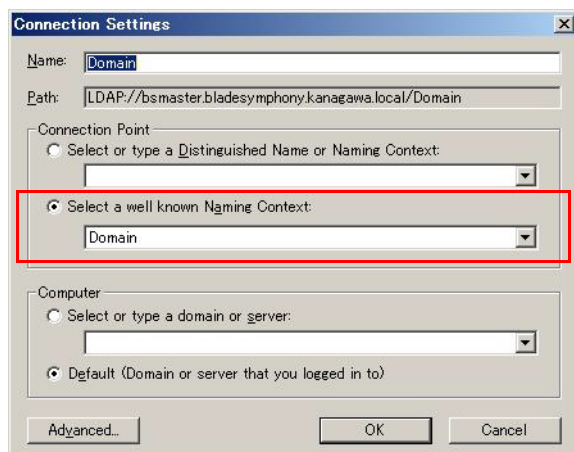 Connection Settings
Name: Domain
Path: LDAP://bsmaster.bladesymphony.kanagawa.local/Domain
Connection Point
Select or type a Distinguished Name or Naming Context:
Select a well known Naming Context:
Domain
Computer
Select or type a domain or server:
Default (Domain or server that you logged in to)
Advanced... OK Cancel